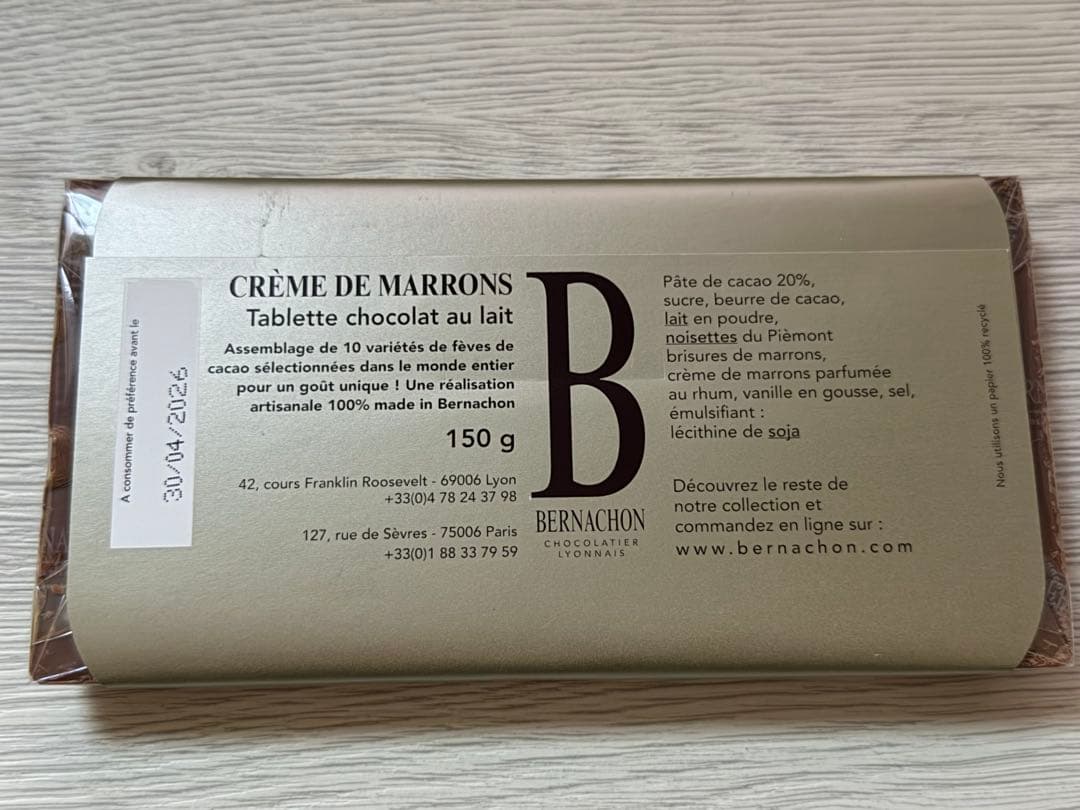 A consommer de préférence avant le
30/04/2026
CRÈME DE MARRONS
Tablette chocolat au lait
Assemblage de 10 variétés de fèves de
cacao sélectionnées dans le monde entier
pour un goût unique ! Une réalisation
artisanale 100% made in Bernachon
150 g
42, cours Franklin Roosevelt - 69006 Lyon
+33(0)4 78 24 37 98
127, rue de Sèvres - 75006 Paris
+33(0)1 88 33 79 59
B
BERNACHON
CHOCOLATIER
LYONNAIS
Pâte de cacao 20%,
sucre, beurre de cacao,
lait en poudre,
noisettes du Pièmont
brisures de marrons,
crème de marrons parfumée
au rhum, vanille en gousse, sel,
émulsifiant :
lécithine de soja
Découvrez le reste de
notre collection et
commandez en ligne sur :
www.bernachon.com
Nous utilisons un papier 100% recyclé